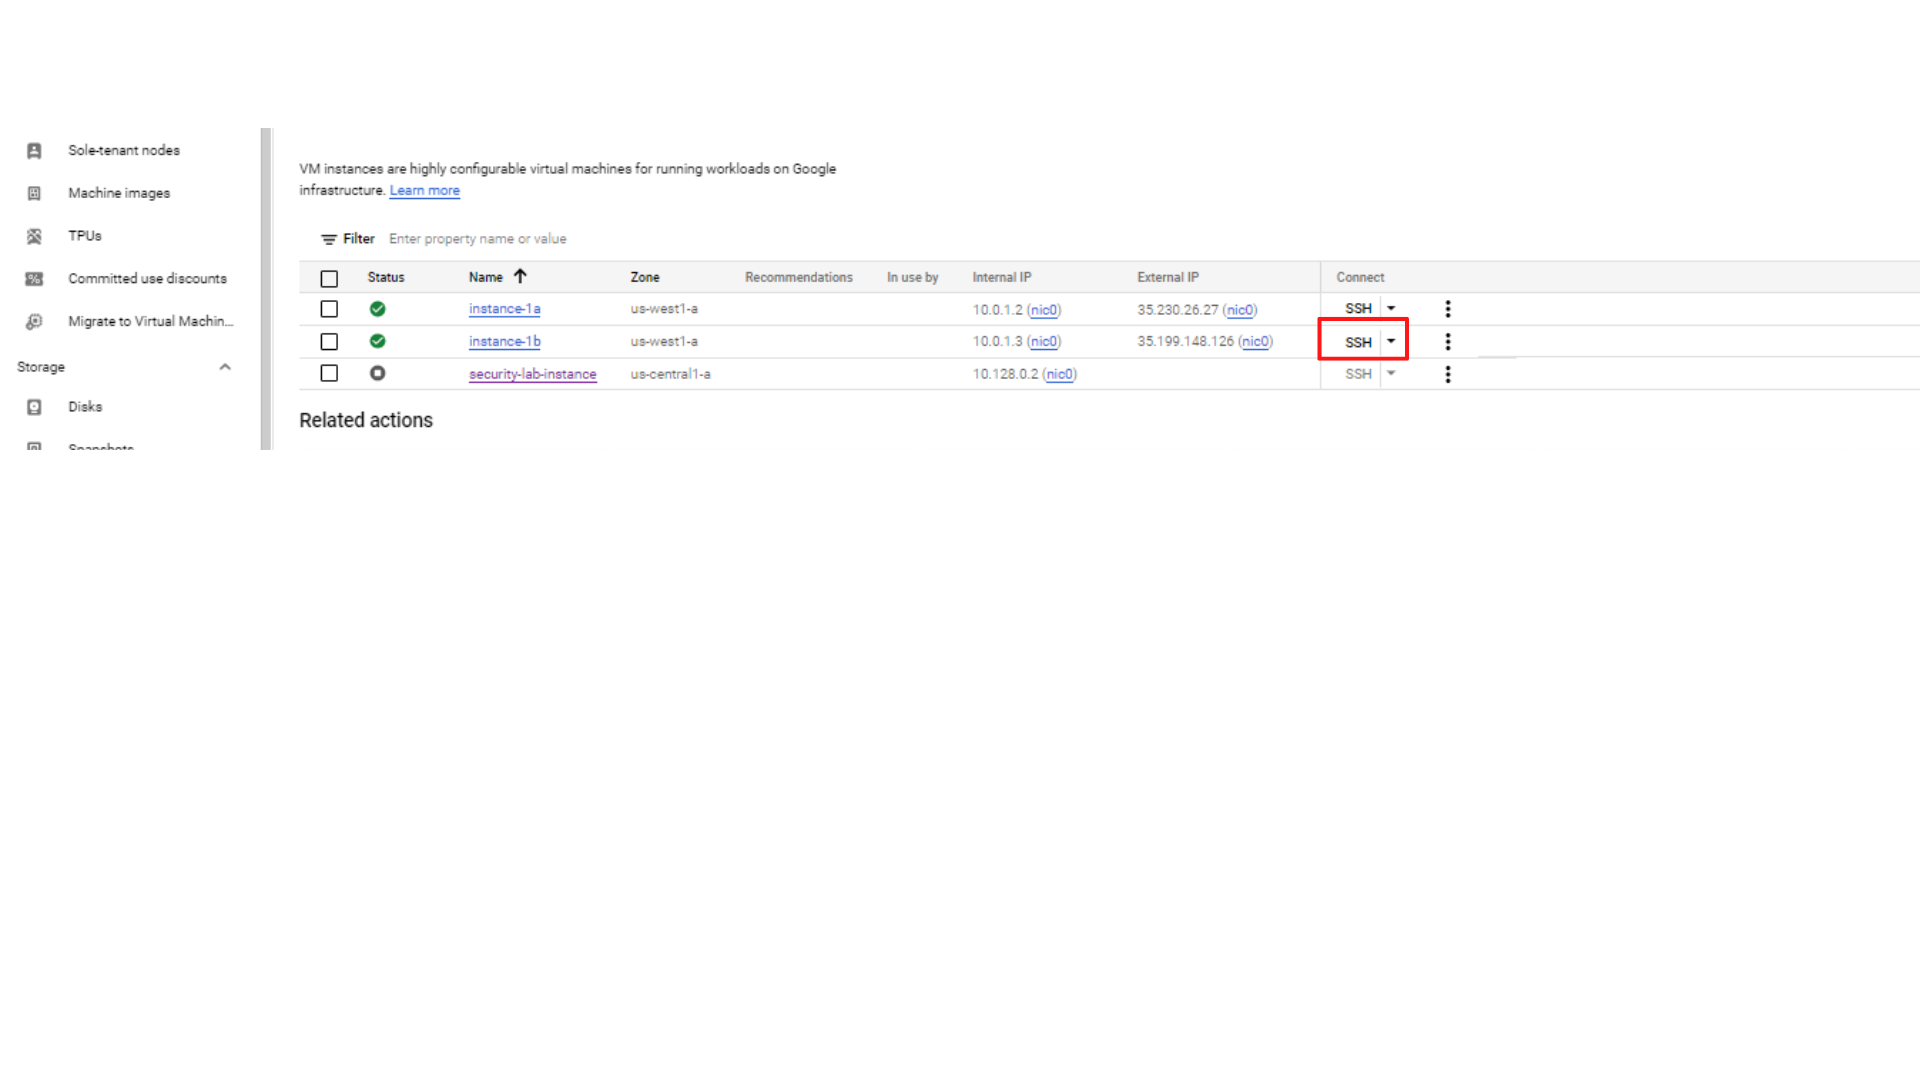 Sole-tenant nodes
Machine images
TPUs
Committed use discounts
Migrate to Virtual Machin...
Storage
Disks
Snapshots
VM instances are highly configurable virtual machines for running workloads on Google
infrastructure. Learn more
Filter Enter property name or value
Status Name Zone Recommendations In use by Internal IP External IP Connect
instance-1a us-west1-a 10.0.1.2 (nic0) 35.230.26.27 (nic0) SSH
instance-1b us-west1-a 10.0.1.3 (nic0) 35.199.148.126 (nic0) SSH
security-lab-instance us-central1-a 10.128.0.2 (nic0) SSH
Related actions